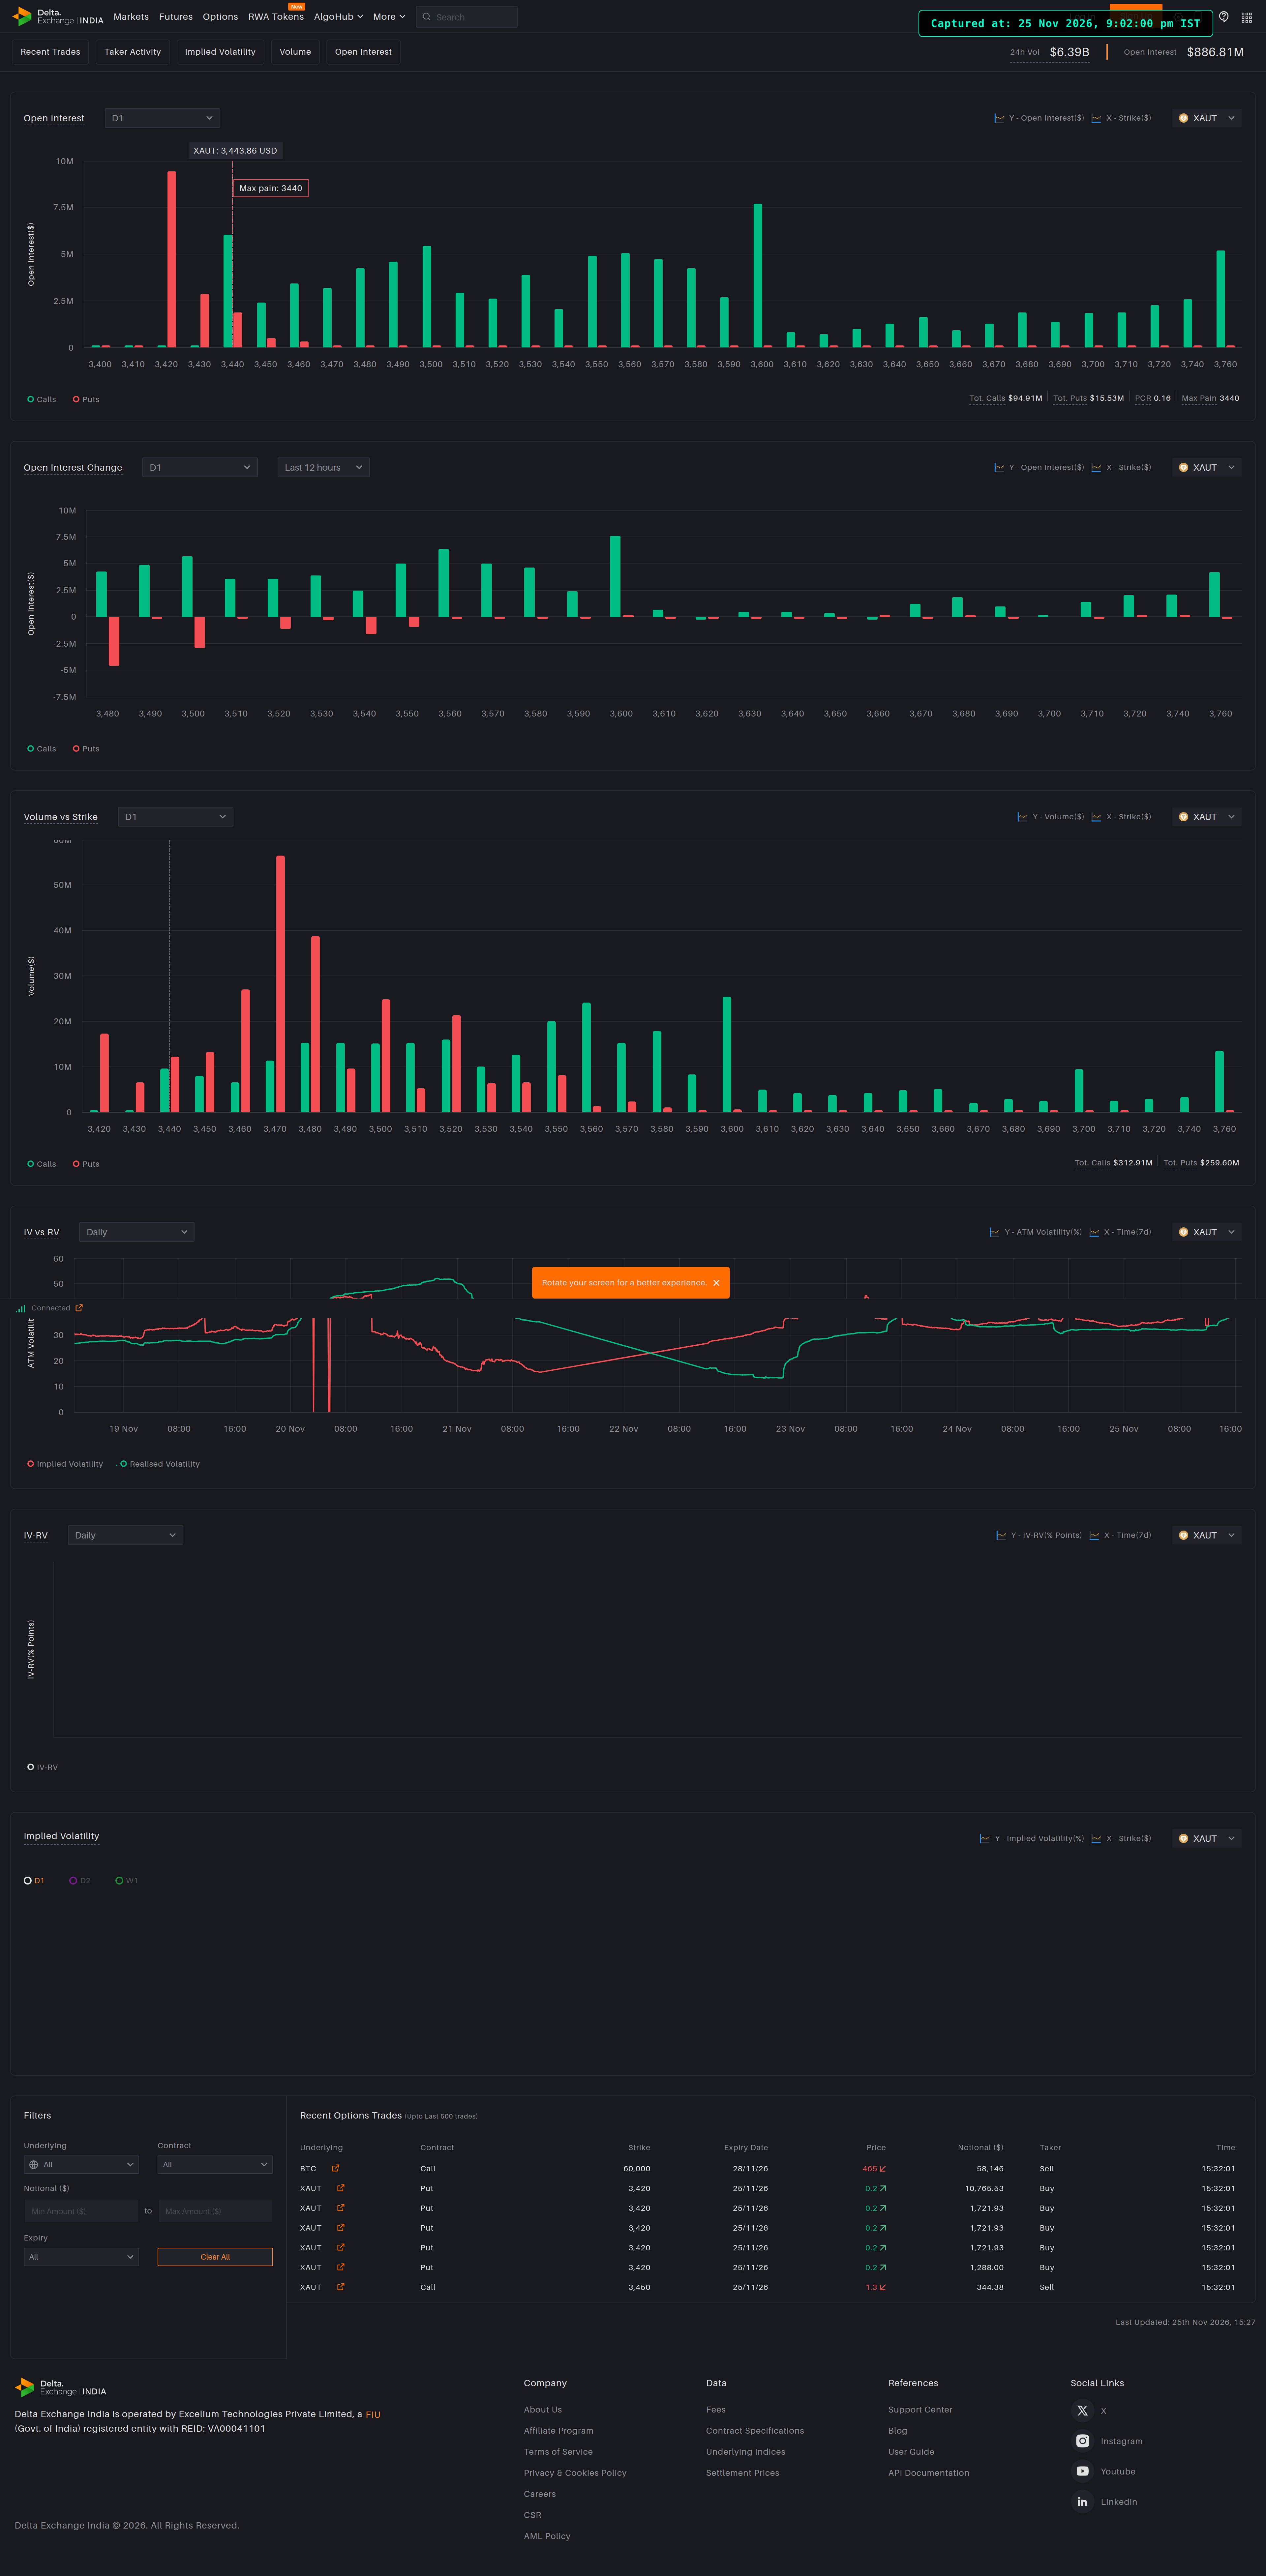 Delta.
Exchange | INDIA
Markets Futures Options RWA Tokens New AlgoHub More
Search
Captured at: 25 Nov 2026, 9:02:00 pm IST
Recent Trades Taker Activity Implied Volatility Volume Open Interest
24h Vol $6.39B Open Interest $886.81M
Open Interest D1 Y - Open Interest($) X - Strike($) XAUT
XAUT: 3,443.86 USD
Max pain: 3440
Open Interest($)
10M
7.5M
5M
2.5M
0
3,400 3,410 3,420 3,430 3,440 3,450 3,460 3,470 3,480 3,490 3,500 3,510 3,520 3,530 3,540 3,550 3,560 3,570 3,580 3,590 3,600 3,610 3,620 3,630 3,640 3,650 3,660 3,670 3,680 3,690 3,700 3,710 3,720 3,740 3,760
Calls Puts
Tot. Calls $94.91M Tot. Puts $15.53M PCR 0.16 Max Pain 3440
Open Interest Change D1 Last 12 hours Y - Open Interest($) X - Strike($) XAUT
Open Interest($)
10M
7.5M
5M
2.5M
0
-2.5M
-5M
-7.5M
3,480 3,490 3,500 3,510 3,520 3,530 3,540 3,550 3,560 3,570 3,580 3,590 3,600 3,610 3,620 3,630 3,640 3,650 3,660 3,670 3,680 3,690 3,700 3,710 3,720 3,740 3,760
Calls Puts
Volume vs Strike D1 Y - Volume($) X - Strike($) XAUT
Volume($)
60M
50M
40M
30M
20M
10M
0
3,420 3,430 3,440 3,450 3,460 3,470 3,480 3,490 3,500 3,510 3,520 3,530 3,540 3,550 3,560 3,570 3,580 3,590 3,600 3,610 3,620 3,630 3,640 3,650 3,660 3,670 3,680 3,690 3,700 3,710 3,720 3,740 3,760
Calls Puts
Tot. Calls $312.91M Tot. Puts $259.60M
IV vs RV Daily Y - ATM Volatility(%) X - Time(7d) XAUT
60
50
Rotate your screen for a better experience.
Connected
ATM Volatilit
30
20
10
0
19 Nov 08:00 16:00 20 Nov 08:00 16:00 21 Nov 08:00 16:00 22 Nov 08:00 16:00 23 Nov 08:00 16:00 24 Nov 08:00 16:00 25 Nov 08:00 16:00
Implied Volatility Realised Volatility
IV-RV Daily Y - IV-RV(% Points) X - Time(7d) XAUT
IV-RV(% Points)
IV-RV
Implied Volatility Y - Implied Volatility(%) X - Strike($) XAUT
D1 D2 W1
Filters
Underlying Contract
All All
Notional ($)
Min Amount ($) to Max Amount ($)
Expiry
All Clear All
Recent Options Trades (Upto Last 500 trades)
Underlying Contract Strike Expiry Date Price Notional ($) Taker Time
BTC Call 60,000 28/11/26 465 58,146 Sell 15:32:01
XAUT Put 3,420 25/11/26 0.2 10,765.53 Buy 15:32:01
XAUT Put 3,420 25/11/26 0.2 1,721.93 Buy 15:32:01
XAUT Put 3,420 25/11/26 0.2 1,721.93 Buy 15:32:01
XAUT Put 3,420 25/11/26 0.2 1,721.93 Buy 15:32:01
XAUT Put 3,420 25/11/26 0.2 1,288.00 Buy 15:32:01
XAUT Call 3,450 25/11/26 1.3 344.38 Sell 15:32:01
Last Updated: 25th Nov 2026, 15:27
Delta.
Exchange | INDIA
Delta Exchange India is operated by Excelium Technologies Private Limited, a FIU
(Govt. of India) registered entity with REID: VA00041101
Delta Exchange India © 2026. All Rights Reserved.
Company
About Us
Affiliate Program
Terms of Service
Privacy & Cookies Policy
Careers
CSR
AML Policy
Data
Fees
Contract Specifications
Underlying Indices
Settlement Prices
References
Support Center
Blog
User Guide
API Documentation
Social Links
X
Instagram
Youtube
Linkedin